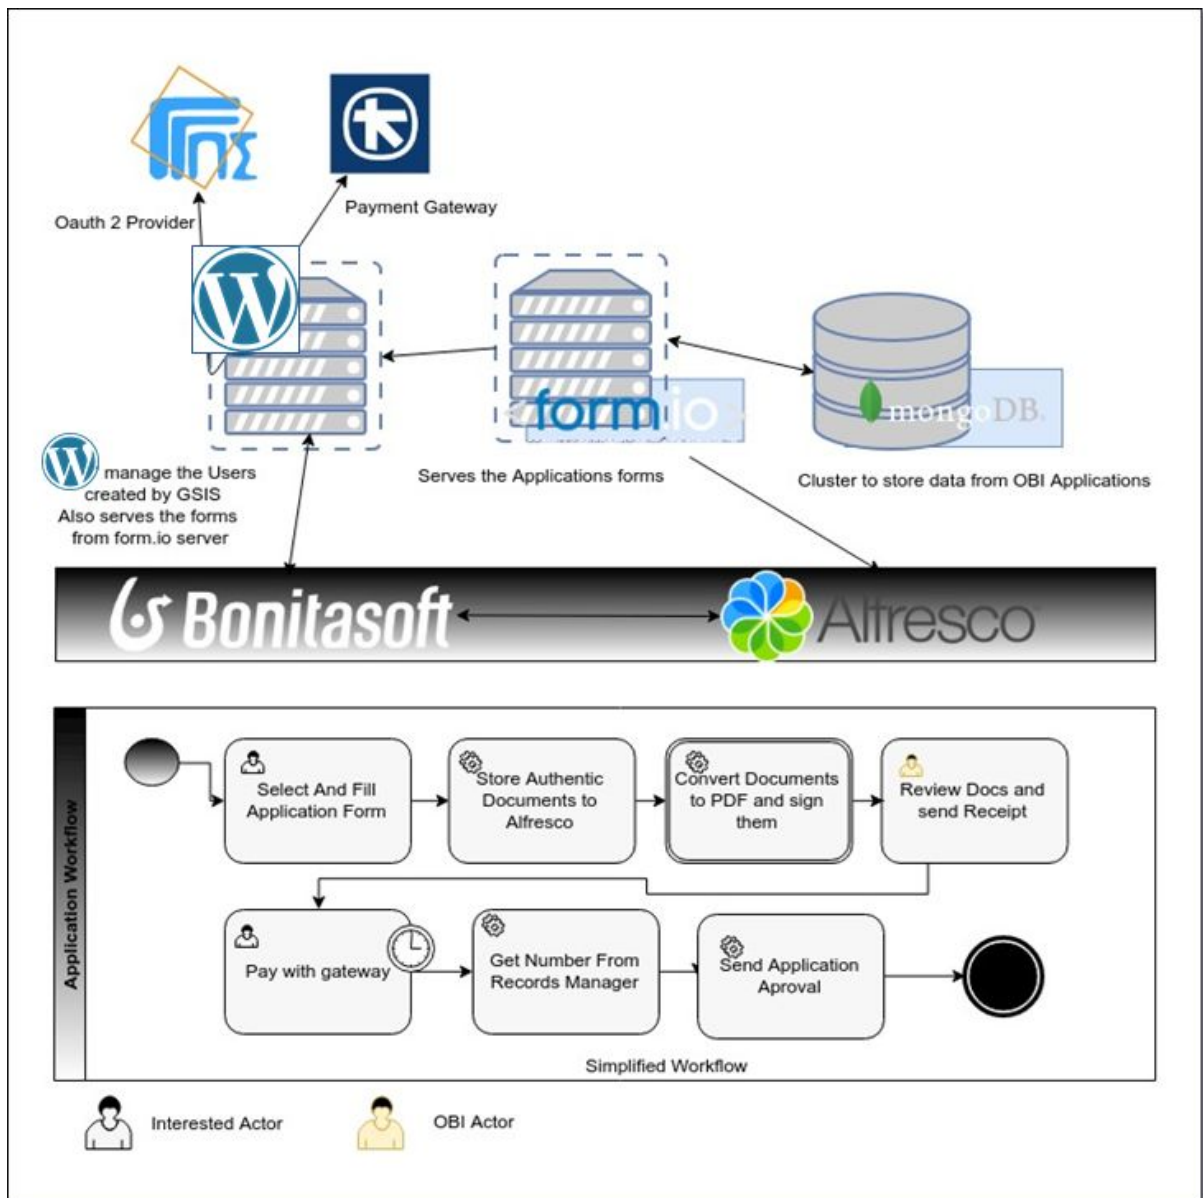 ΓΓΠΣ
Oauth 2 Provider
Payment Gateway
form.io
mongoDB.
manage the Users
created by GSIS
Also serves the forms
from form.io server
Serves the Applications forms
Cluster to store data from OBI Applications
Bonitasoft
Alfresco
Application Workflow
Select And Fill
Application Form
Store Authentic
Documents to
Alfresco
Convert Documents
to PDF and sign
them
Review Docs and
send Receipt
Pay with gateway
Get Number From
Records Manager
Send Application
Aproval
Simplified Workflow
Interested Actor
OBI Actor